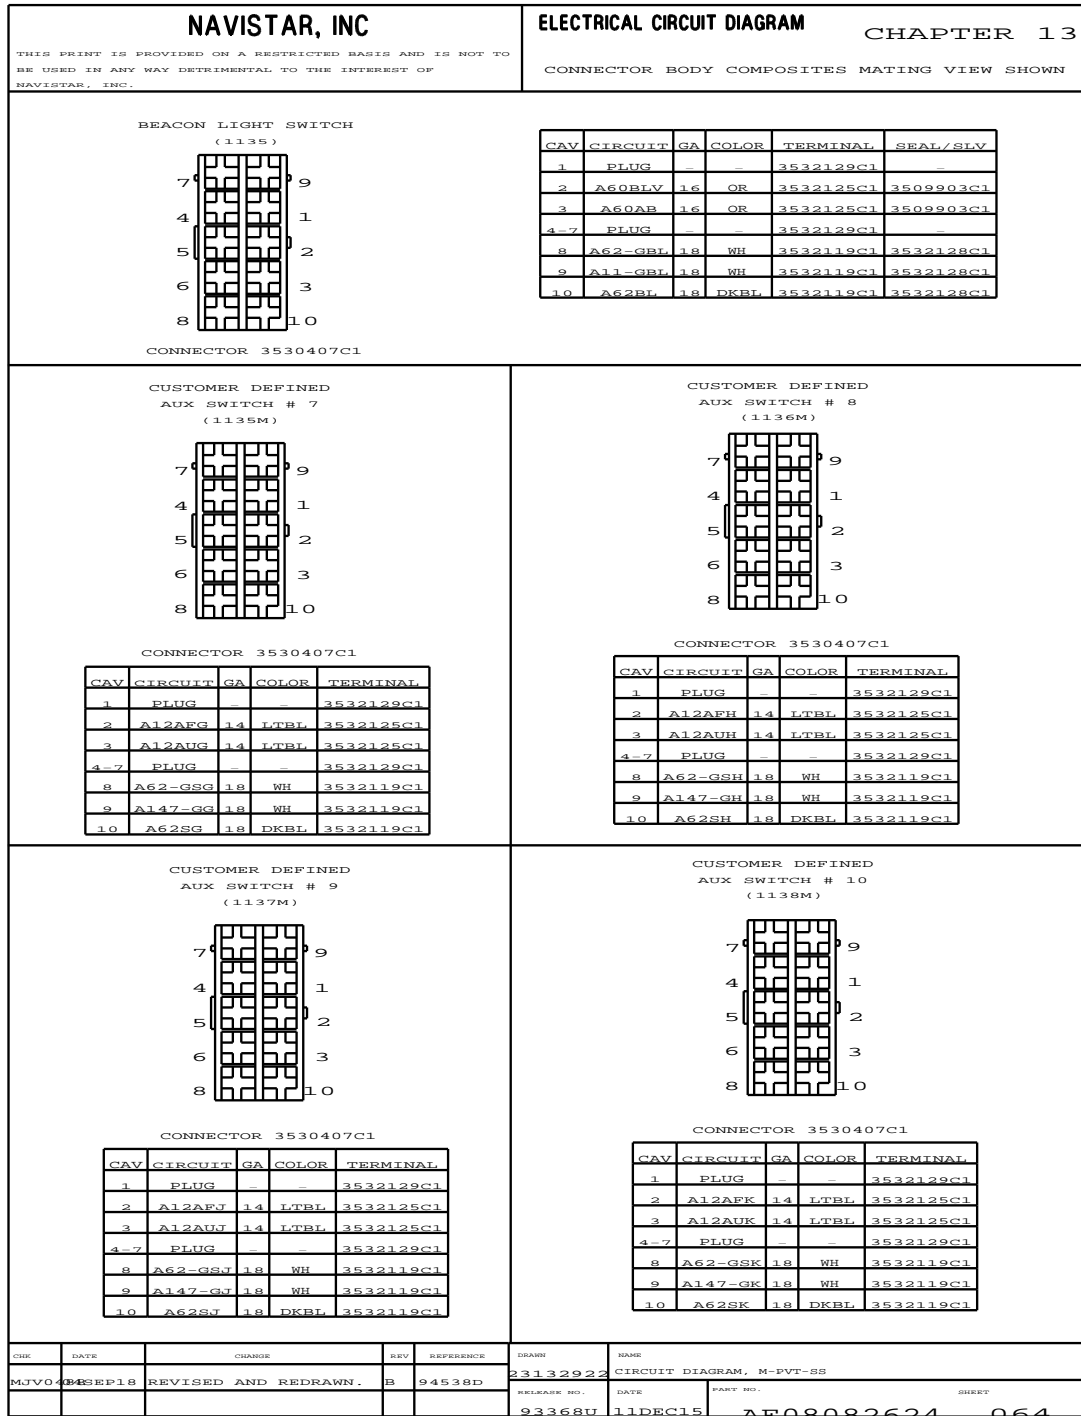 NAVISTAR, INC
THIS PRINT IS PROVIDED ON A RESTRICTED BASIS AND IS NOT TO
BE USED IN ANY WAY DETRIMENTAL TO THE INTEREST OF
NAVISTAR, INC.
ELECTRICAL CIRCUIT DIAGRAM
CHAPTER 13
CONNECTOR BODY COMPOSITES MATING VIEW SHOWN
BEACON LIGHT SWITCH
(1135)
7 9
4 1
5 2
6 3
8 10
CONNECTOR 3530407C1
CAV CIRCUIT GA COLOR TERMINAL SEAL/SLV
1 PLUG – – 3532129C1 –
2 A60BLV 16 OR 3532125C1 3509903C1
3 A60AB 16 OR 3532125C1 3509903C1
4-7 PLUG – – 3532129C1 –
8 A62-GBL 18 WH 3532119C1 3532128C1
9 A11-GBL 18 WH 3532119C1 3532128C1
10 A62BL 18 DKBL 3532119C1 3532128C1
CUSTOMER DEFINED
AUX SWITCH # 7
(1135M)
7 9
4 1
5 2
6 3
8 10
CONNECTOR 3530407C1
CAV CIRCUIT GA COLOR TERMINAL
1 PLUG – – 3532129C1
2 A12AFG 14 LTBL 3532125C1
3 A12AUG 14 LTBL 3532125C1
4-7 PLUG – – 3532129C1
8 A62-GSG 18 WH 3532119C1
9 A147-GG 18 WH 3532119C1
10 A62SG 18 DKBL 3532119C1
CUSTOMER DEFINED
AUX SWITCH # 8
(1136M)
7 9
4 1
5 2
6 3
8 10
CONNECTOR 3530407C1
CAV CIRCUIT GA COLOR TERMINAL
1 PLUG – – 3532129C1
2 A12AFH 14 LTBL 3532125C1
3 A12AUH 14 LTBL 3532125C1
4-7 PLUG – – 3532129C1
8 A62-GSH 18 WH 3532119C1
9 A147-GH 18 WH 3532119C1
10 A62SH 18 DKBL 3532119C1
CUSTOMER DEFINED
AUX SWITCH # 9
(1137M)
7 9
4 1
5 2
6 3
8 10
CONNECTOR 3530407C1
CAV CIRCUIT GA COLOR TERMINAL
1 PLUG – – 3532129C1
2 A12AFJ 14 LTBL 3532125C1
3 A12AUJ 14 LTBL 3532125C1
4-7 PLUG – – 3532129C1
8 A62-GSJ 18 WH 3532119C1
9 A147-GJ 18 WH 3532119C1
10 A62SJ 18 DKBL 3532119C1
CUSTOMER DEFINED
AUX SWITCH # 10
(1138M)
7 9
4 1
5 2
6 3
8 10
CONNECTOR 3530407C1
CAV CIRCUIT GA COLOR TERMINAL
1 PLUG – – 3532129C1
2 A12AFK 14 LTBL 3532125C1
3 A12AUK 14 LTBL 3532125C1
4-7 PLUG – – 3532129C1
8 A62-GSK 18 WH 3532119C1
9 A147-GK 18 WH 3532119C1
10 A62SK 18 DKBL 3532119C1
CHK DATE CHANGE REV REFERENCE
REVISED AND REDRAWN. B 94538D
DRAWN
23132922
NAME
CIRCUIT DIAGRAM, M-PVT-SS
RELEASE NO.
93368U
DATE
11DEC15
PART NO. SHEET
AF08082624 064